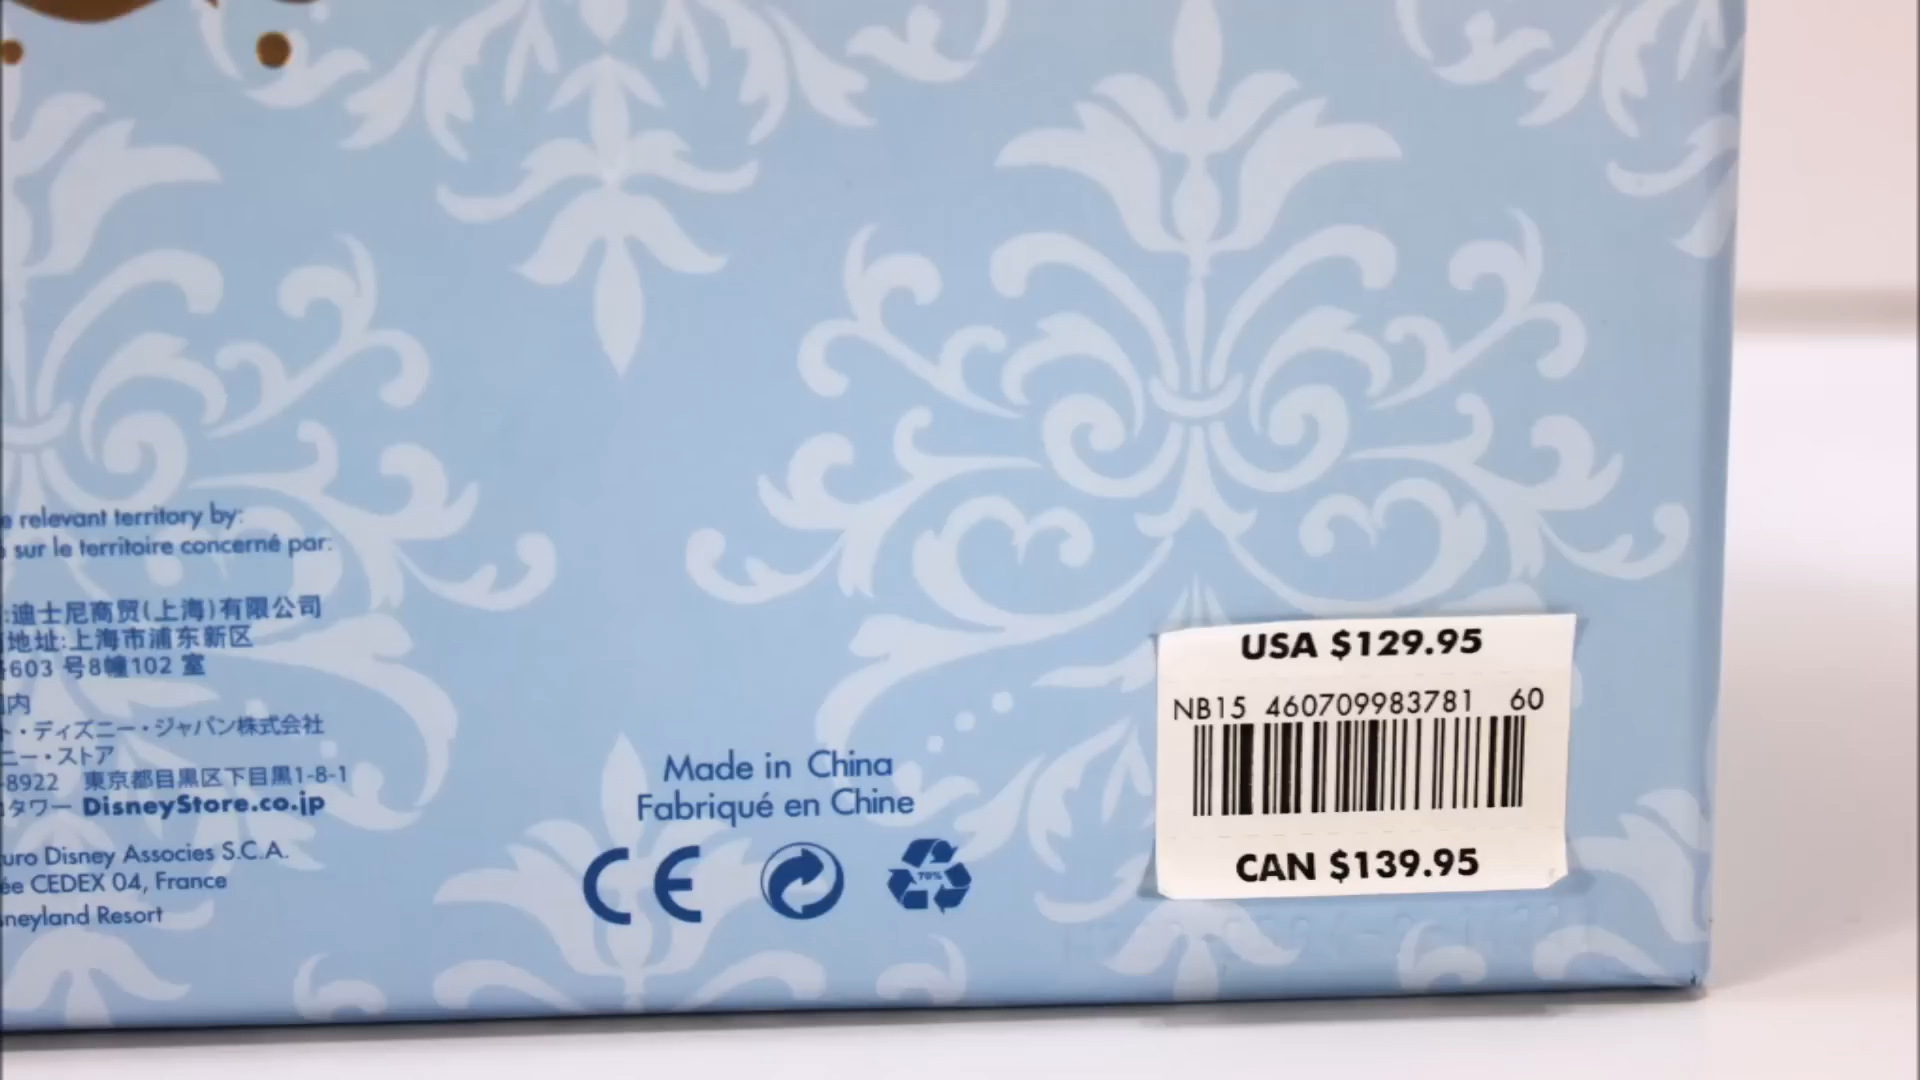 relevant territory by:
sur le territoire concerné par:
:迪士尼商贸(上海)有限公司
地址:上海市浦东新区
603 号8幢102 室
内
ト・ディズニー・ジャパン株式会社
ニー・ストア
-8922 東京都目黒区下目黒1-8-1
タワー DisneyStore.co.jp
uro Disney Associes S.C.A.
ée CEDEX 04, France
sneyland Resort
Made in China
Fabriqué en Chine
CE
70%
USA $129.95
NB15 460709983781 60
CAN $139.95